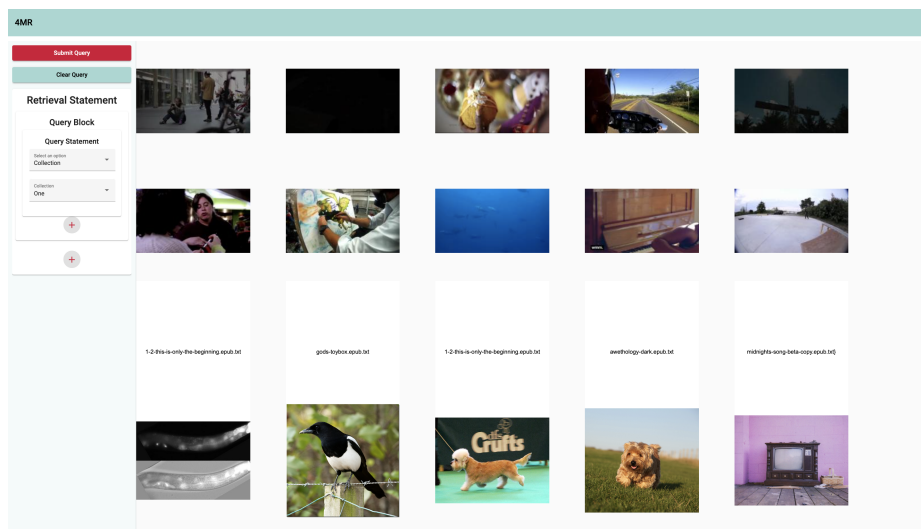 4MR
Submit Query
Clear Query
Retrieval Statement
Query Block
Query Statement
Select an option
Collection
Collection
One
+
+
1-2-this-is-only-the-beginning.epub.txt
gods-toybox.epub.txt
1-2-this-is-only-the-beginning.epub.txt
awethology-dark.epub.txt
midnights-song-beta-copy.epub.txt}
Crufts